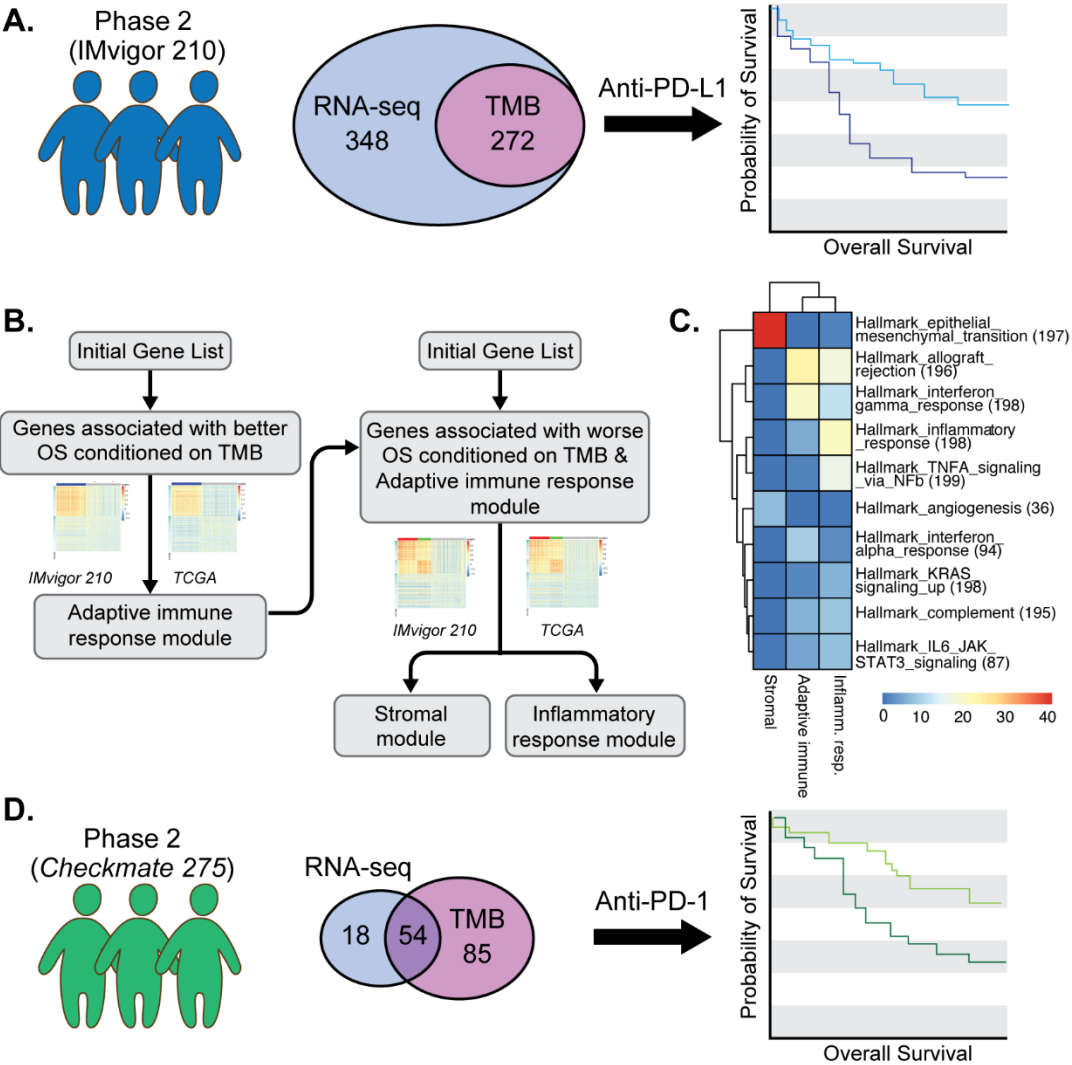 A.
Phase 2
(IMvigor 210)
RNA-seq
348
TMB
272
Anti-PD-L1
Probability of Survival
Overall Survival
B.
Initial Gene List
Genes associated with better
OS conditioned on TMB
IMvigor 210
TCGA
Adaptive immune
response module
Initial Gene List
Genes associated with worse
OS conditioned on TMB &
Adaptive immune response
module
IMvigor 210
TCGA
Stromal
module
Inflammatory
response module
C.
Hallmark_epithelial_
mesenchymal_transition (197)
Hallmark_allograft_
rejection (196)
Hallmark_interferon_
gamma_response (198)
Hallmark_inflammatory
_response (198)
Hallmark_TNFA_signaling
_via_NFb (199)
Hallmark_angiogenesis (36)
Hallmark_interferon_
alpha_response (94)
Hallmark_KRAS_
signaling_up (198)
Hallmark_complement (195)
Hallmark_IL6_JAK_
STAT3_signaling (87)
Stromal
Adaptive immune
Inflamm. resp.
0 10 20 30 40
D.
Phase 2
(Checkmate 275)
RNA-seq
18
54
TMB
85
Anti-PD-1
Probability of Survival
Overall Survival